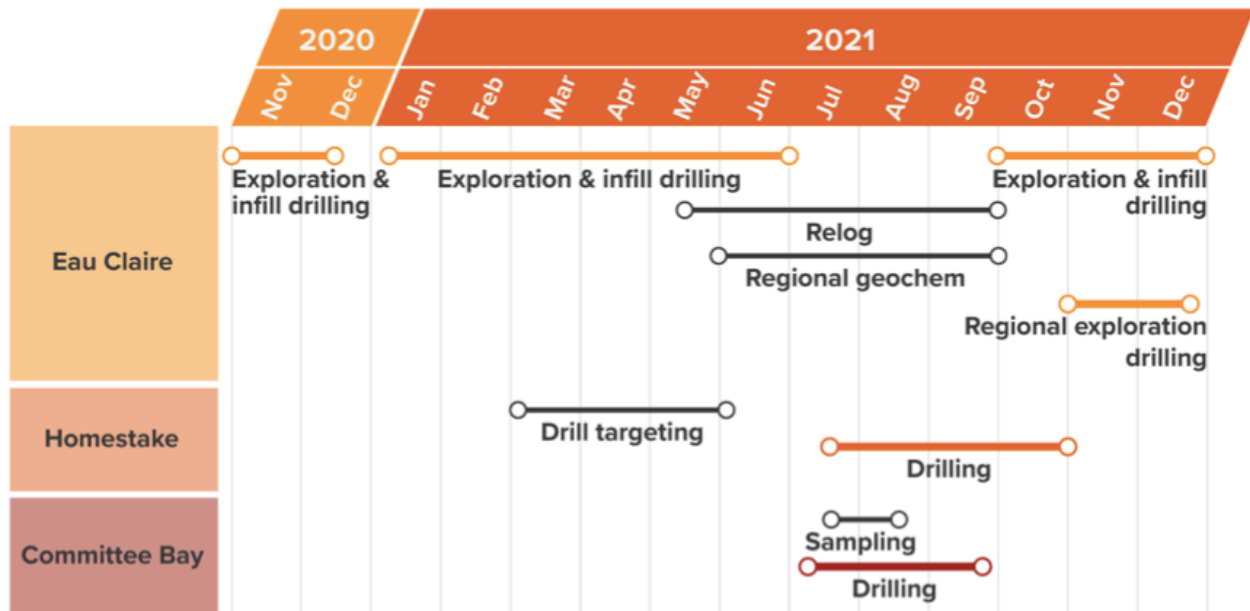 2020
2021
Nov
Dec
Jan
Feb
Mar
Apr
May
Jun
Jul
Aug
Sep
Oct
Nov
Dec
Eau Claire
Exploration &
infill drilling
Exploration & infill drilling
Exploration & infill
drilling
Relog
Regional geochem
Regional exploration
drilling
Homestake
Drill targeting
Drilling
Committee Bay
Sampling
Drilling